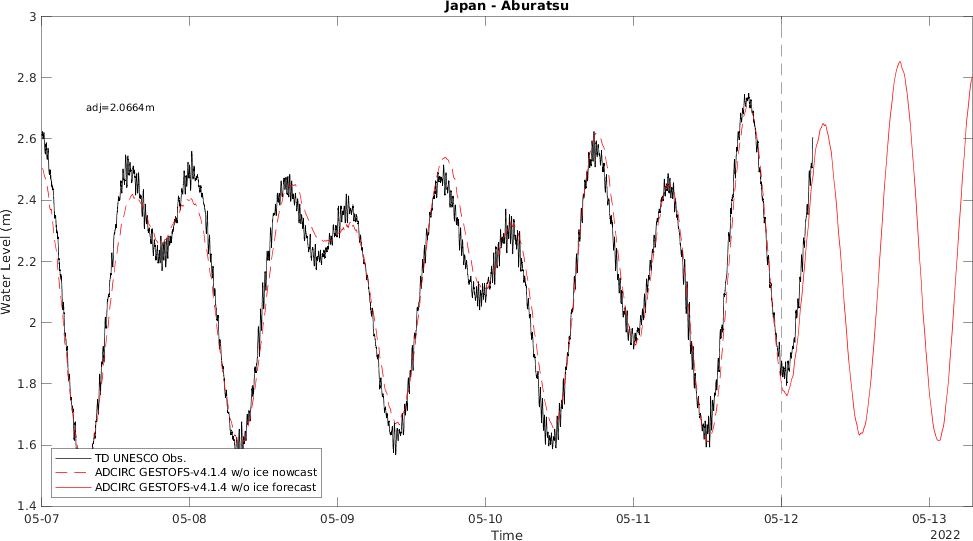 Japan - Aburatsu
3
2.8
adj=2.0664m
2.6
2.4
Water Level (m)
2.2
2
1.8
1.6
TD UNESCO Obs.
ADCIRC GESTOFS-v4.1.4 w/o ice nowcast
ADCIRC GESTOFS-v4.1.4 w/o ice forecast
1.4
05-07 05-08 05-09 05-10 05-11 05-12 05-13
Time
2022